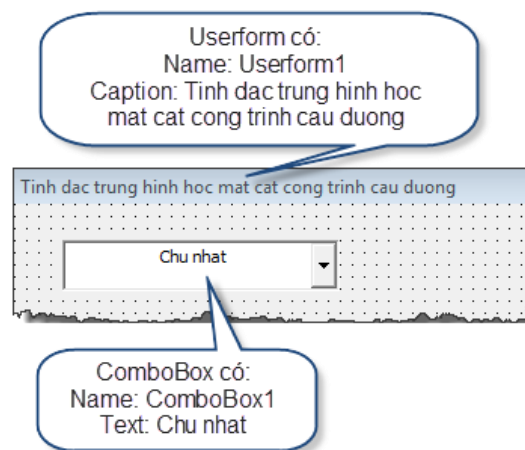 Userform có:
Name: Userform1
Caption: Tinh dac trung hinh hoc
mat cat cong trinh cau duong
Tinh dac trung hinh hoc mat cat cong trinh cau duong
Chu nhat
ComboBox có:
Name: ComboBox1
Text: Chu nhat